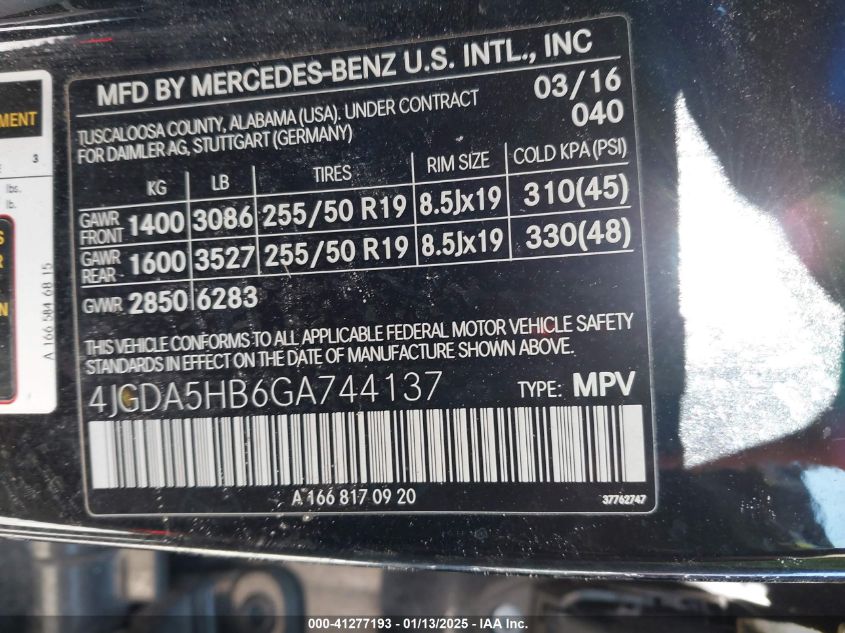 MENT
3
lbs.
lb.
S
R
N
A 166 584 68 15
MFD BY MERCEDES-BENZ U.S. INTL., INC
TUSCALOOSA COUNTY, ALABAMA (USA). UNDER CONTRACT
FOR DAIMLER AG, STUTTGART (GERMANY)
03/16
040
KG LB TIRES RIM SIZE COLD KPA (PSI)
GAWR FRONT 1400 3086 255/50 R19 8.5Jx19 310(45)
GAWR REAR 1600 3527 255/50 R19 8.5Jx19 330(48)
GVWR 2850 6283
THIS VEHICLE CONFORMS TO ALL APPLICABLE FEDERAL MOTOR VEHICLE SAFETY
STANDARDS IN EFFECT ON THE DATE OF MANUFACTURE SHOWN ABOVE.
4JGDA5HB6GA744137 TYPE: MPV
A 166 817 09 20
37762747
000-41277193 - 01/13/2025 - IAA Inc.